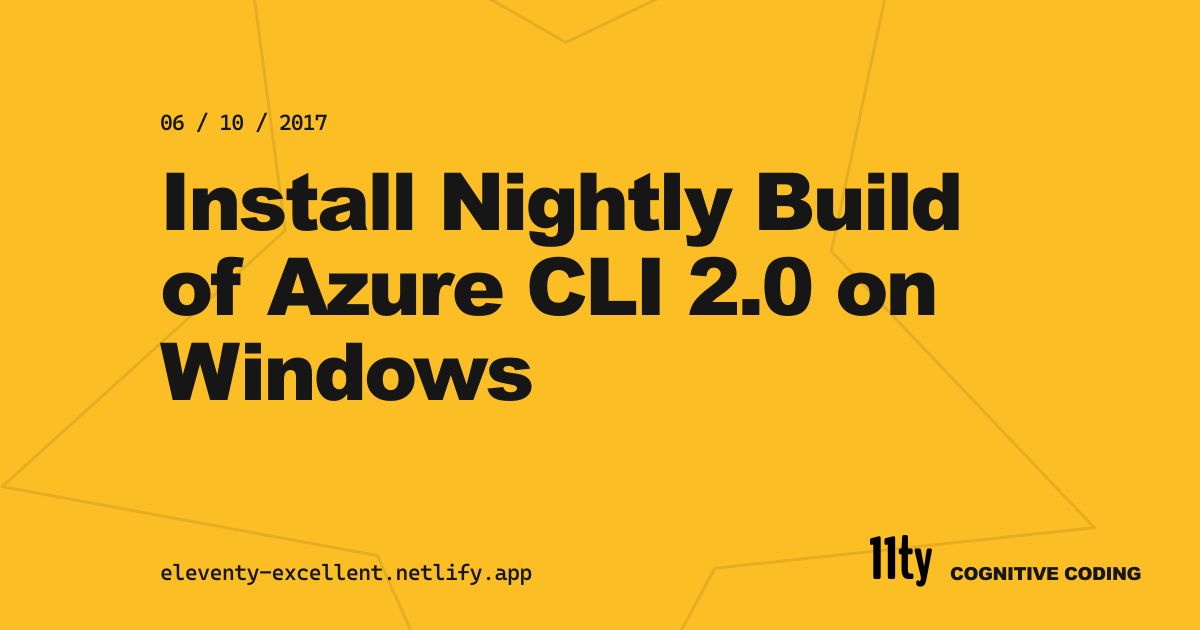 06 / 10 / 2017
Install Nightly Build
of Azure CLI 2.0 on
Windows
eleventy-excellent.netlify.app
11ty
COGNITIVE CODING